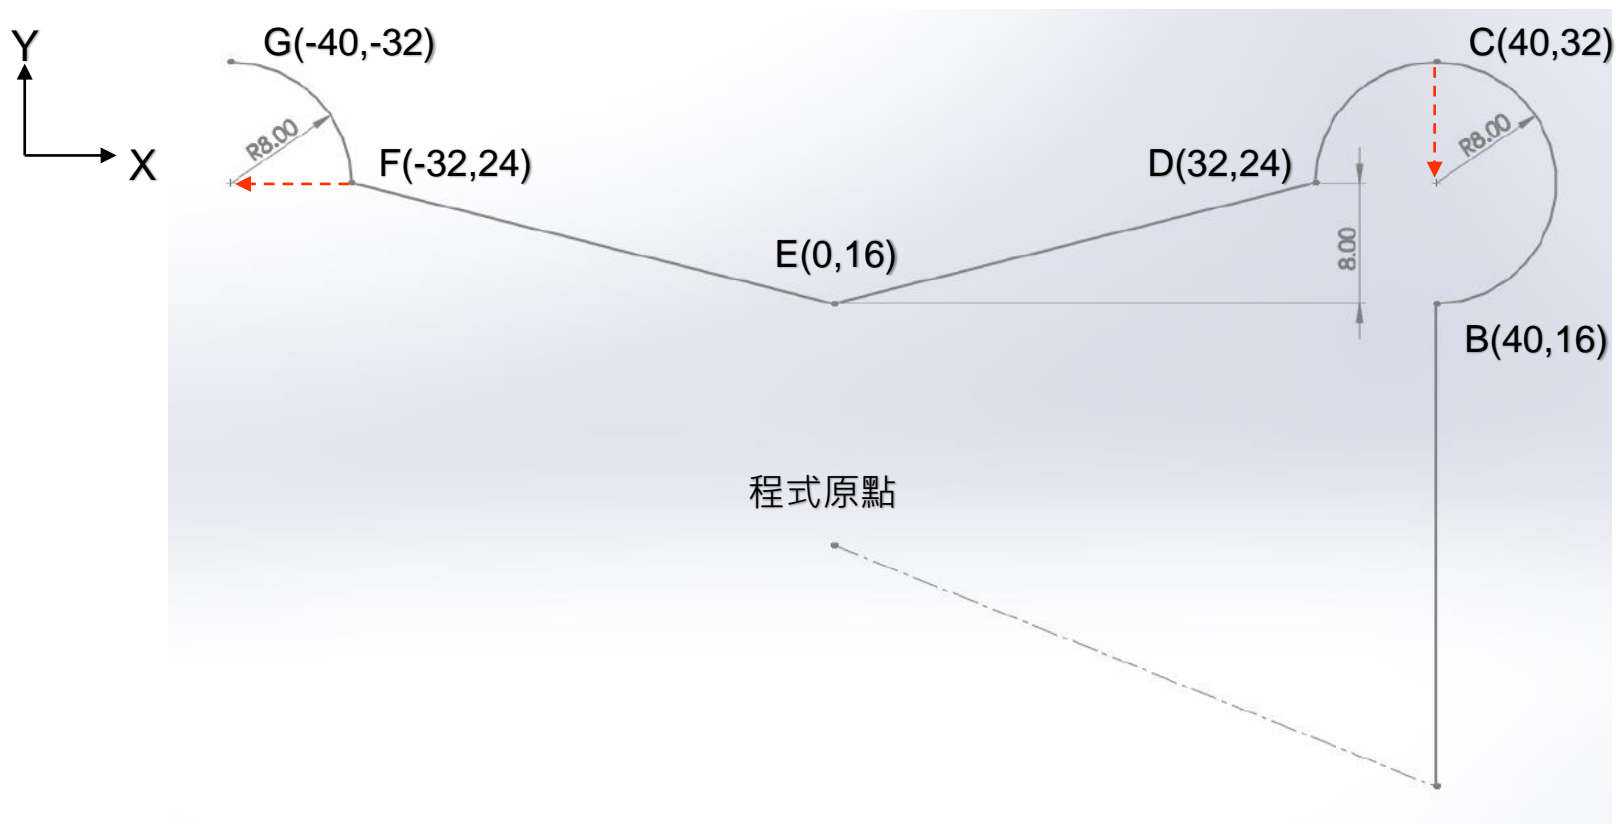 Y
G(-40,-32)
C(40,32)
R8.00
R8.00
X
F(-32,24)
D(32,24)
E(0,16)
8.00
B(40,16)
程式原點